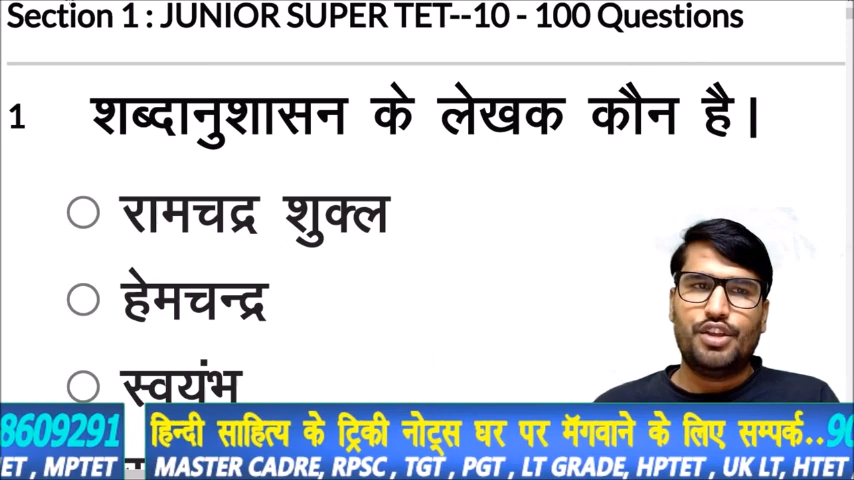 Section 1 : JUNIOR SUPER TET--10 - 100 Questions
1 शब्दानुशासन के लेखक कौन है।
रामचद्र शुक्ल
हेमचन्द्र
स्वयंभ
8609291 हिन्दी साहित्य के ट्रिकी नोट्स घर पर मॅगवाने के लिए सम्पर्क..90
ET , MPTET MASTER CADRE, RPSC , TGT , PGT , LT GRADE, HPTET , UK LT, HTET